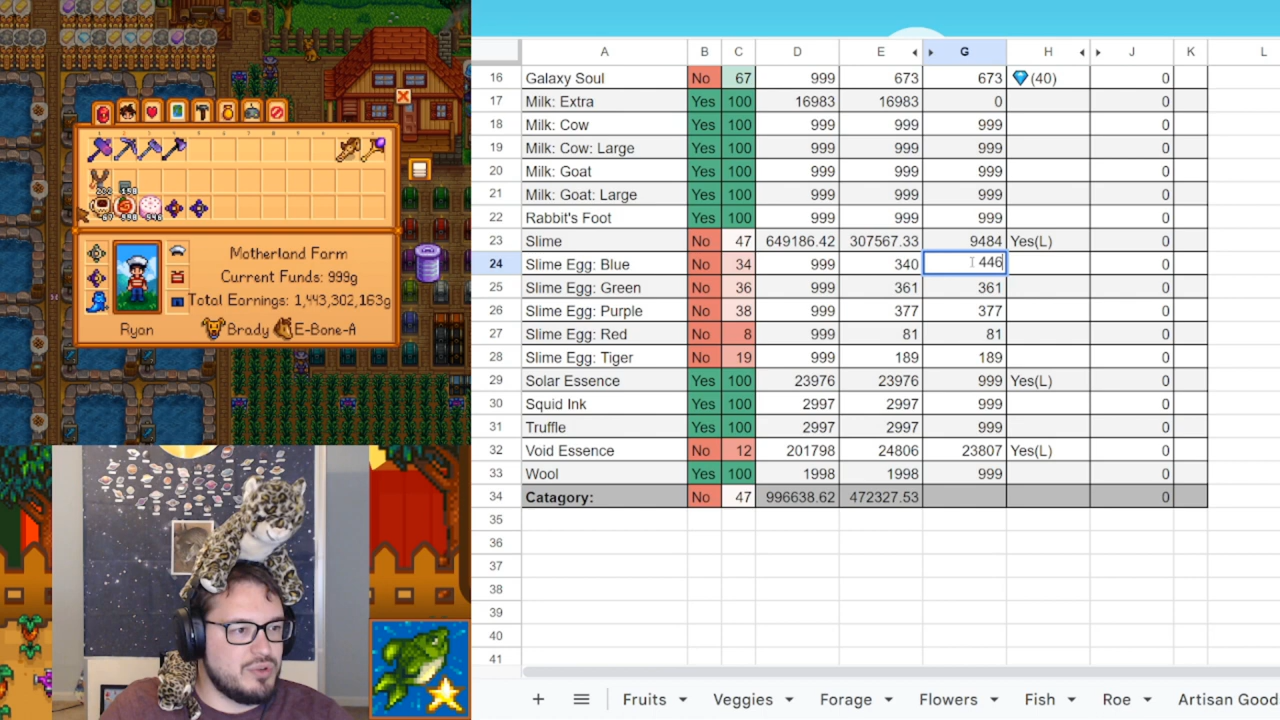 202 158
67 598 546
Motherland Farm
Current Funds: 999g
Total Earnings: 1,443,302,163g
Ryon
Brady E-Bone-A
A B C D E G H J K L
16 Galaxy Soul No 67 999 673 673 💎(40) 0
17 Milk: Extra Yes 100 16983 16983 0 0
18 Milk: Cow Yes 100 999 999 999 0
19 Milk: Cow: Large Yes 100 999 999 999 0
20 Milk: Goat Yes 100 999 999 999 0
21 Milk: Goat: Large Yes 100 999 999 999 0
22 Rabbit's Foot Yes 100 999 999 999 0
23 Slime No 47 649186.42 307567.33 9484 Yes(L) 0
24 Slime Egg: Blue No 34 999 340 446 0
25 Slime Egg: Green No 36 999 361 361 0
26 Slime Egg: Purple No 38 999 377 377 0
27 Slime Egg: Red No 8 999 81 81 0
28 Slime Egg: Tiger No 19 999 189 189 0
29 Solar Essence Yes 100 23976 23976 999 Yes(L) 0
30 Squid Ink Yes 100 2997 2997 999 0
31 Truffle Yes 100 2997 2997 999 0
32 Void Essence No 12 201798 24806 23807 Yes(L) 0
33 Wool Yes 100 1998 1998 999 0
34 Catagory: No 47 996638.62 472327.53 0
35
36
37
38
39
40
41
+ Fruits Veggies Forage Flowers Fish Roe Artisan Good